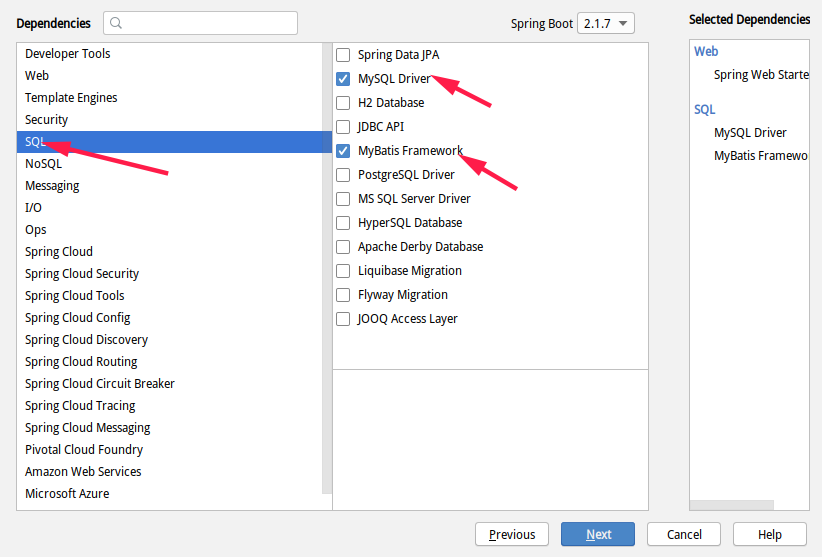 Dependencies
Spring Boot 2.1.7
Selected Dependencies
Developer Tools
Web
Template Engines
Security
SQL
NoSQL
Messaging
I/O
Ops
Spring Cloud
Spring Cloud Security
Spring Cloud Tools
Spring Cloud Config
Spring Cloud Discovery
Spring Cloud Routing
Spring Cloud Circuit Breaker
Spring Cloud Tracing
Spring Cloud Messaging
Pivotal Cloud Foundry
Amazon Web Services
Microsoft Azure
Spring Data JPA
MySQL Driver
H2 Database
JDBC API
MyBatis Framework
PostgreSQL Driver
MS SQL Server Driver
HyperSQL Database
Apache Derby Database
Liquibase Migration
Flyway Migration
JOOQ Access Layer
Web
Spring Web Starte
SQL
MySQL Driver
MyBatis Framewo
Previous
Next
Cancel
Help